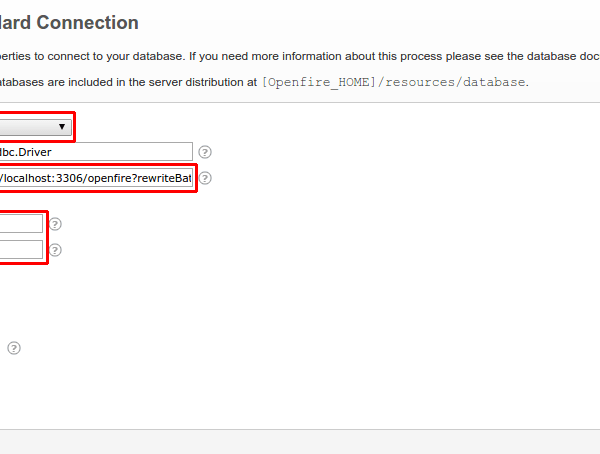 dard Connection
perties to connect to your database. If you need more information about this process please see the database doc
atabases are included in the server distribution at [Openfire_HOME]/resources/database.
dbc.Driver
/localhost:3306/openfire?rewriteBat